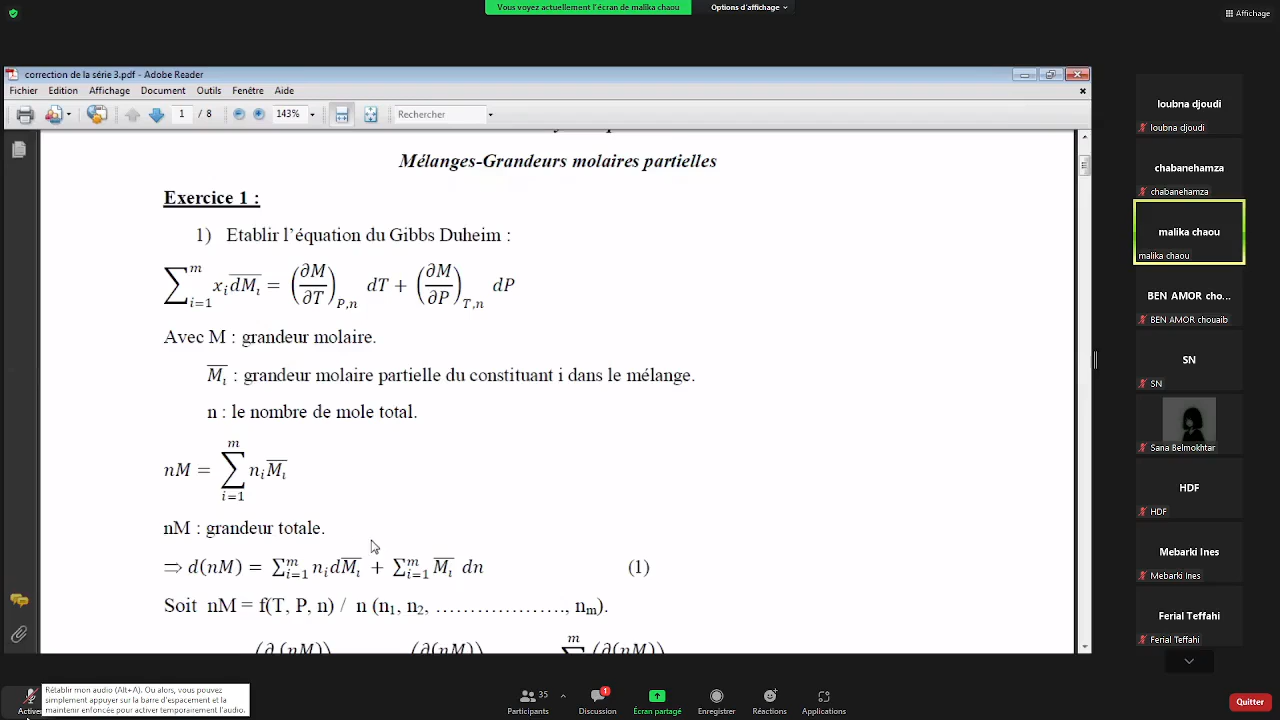 Vous voyez actuellement l'écran de malika chaou
Options d'affichage
Affichage
correction de la série 3.pdf - Adobe Reader
Fichier Edition Affichage Document Outils Fenêtre Aide
1 / 8 143% Rechercher
Mélanges-Grandeurs molaires partielles
Exercice 1 :
1) Etablir l'équation du Gibbs Duheim :
∑_{i=1}^{m} x_i \overline{dM_i} = (∂M/∂T)_{P,n} dT + (∂M/∂P)_{T,n} dP
Avec M : grandeur molaire.
\overline{M_i} : grandeur molaire partielle du constituant i dans le mélange.
n : le nombre de mole total.
nM = ∑_{i=1}^{m} n_i \overline{M_i}
nM : grandeur totale.
⇒ d(nM) = ∑_{i=1}^{m} n_i d\overline{M_i} + ∑_{i=1}^{m} \overline{M_i} dn (1)
Soit nM = f(T, P, n) / n (n₁, n₂, ……………….., nₘ).
loubna djoudi
loubna djoudi
chabanehamza
chabanehamza
malika chaou
malika chaou
BEN AMOR cho...
BEN AMOR chouaib
SN
SN
Sana Belmokhtar
HDF
HDF
Mebarki Ines
Mebarki Ines
Ferial Teffahi
Ferial Teffahi
Rétablir mon audio (Alt+A). Ou alors, vous pouvez
simplement appuyer sur la barre d'espacement et la
maintenir enfoncée pour activer temporairement l'audio.
35
1
Participants Discussion Écran partagé Enregistrer Réactions Applications
Quitter